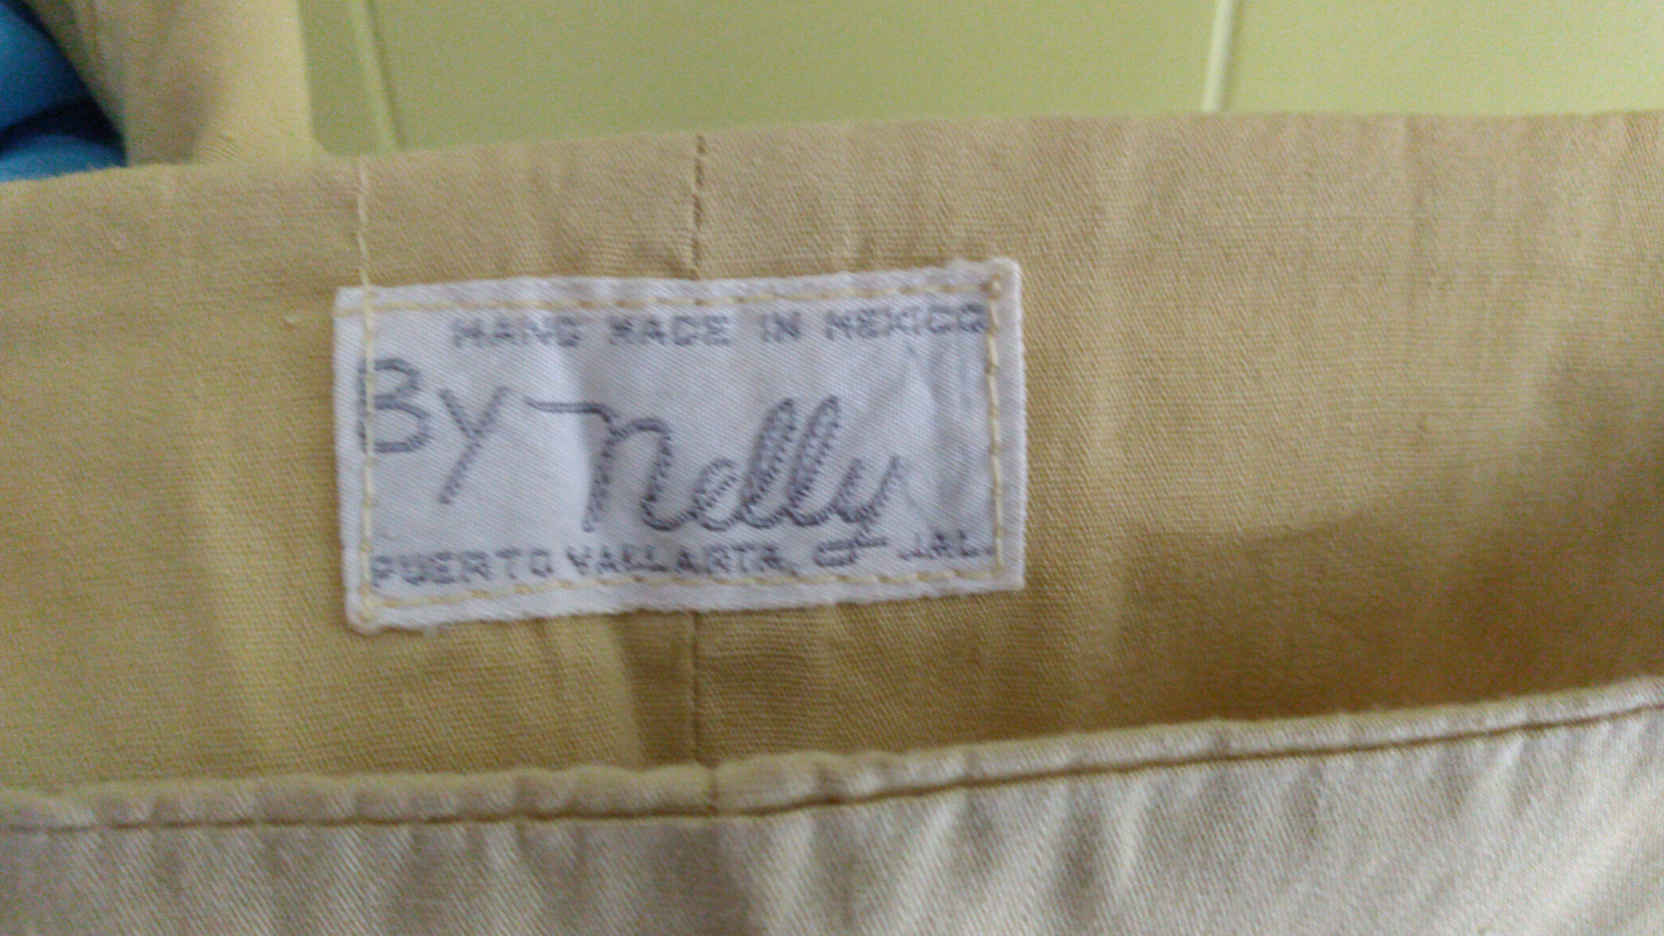 HAND MADE IN MEXICO
By Nelly
PUERTO VALLARTA, JAL.